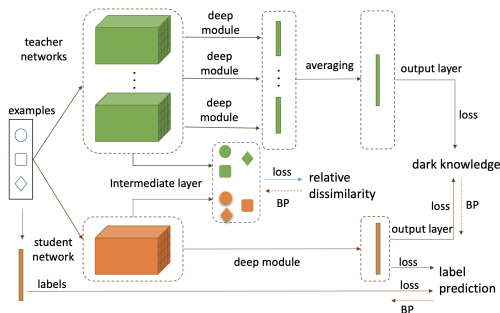 deep
module
teacher
networks
deep
module
averaging
output layer
deep
module
examples
loss
dark knowledge
Intermediate layer
loss
relative
dissimilarity
BP
loss
BP
student
network
output layer
deep module
loss
label
prediction
labels
loss
BP